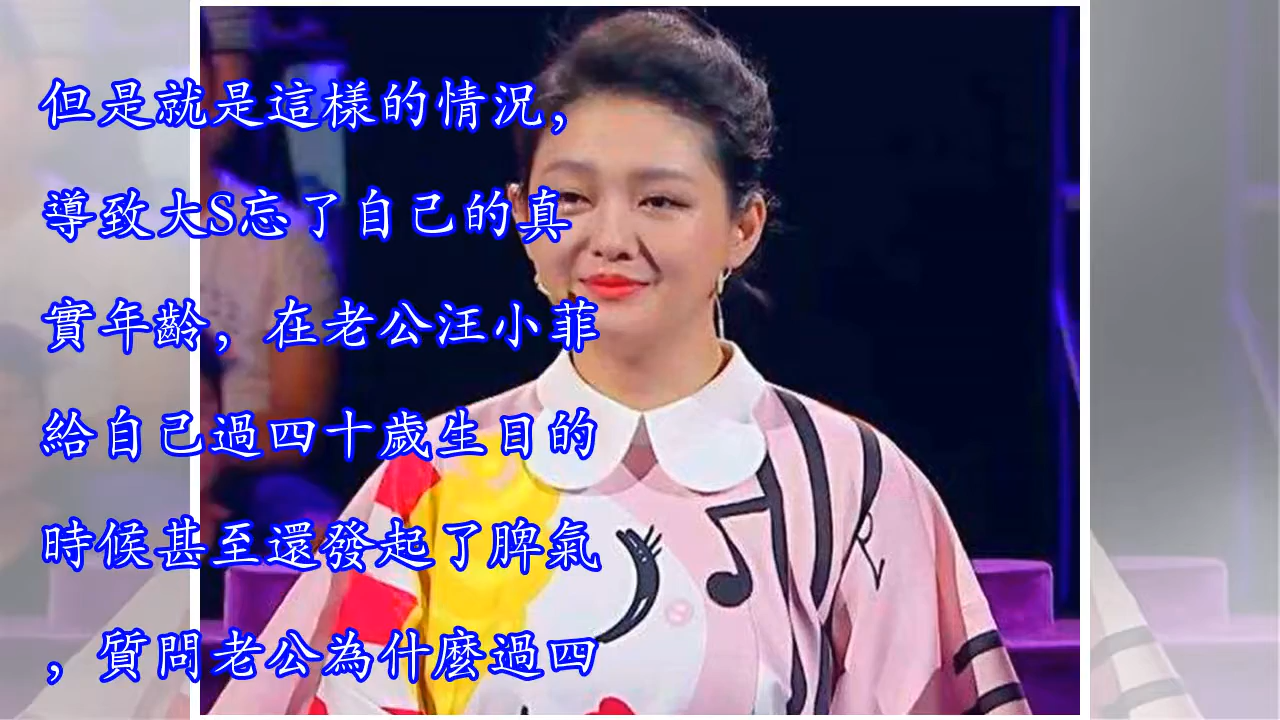 但是就是這樣的情況，
導致大S忘了自己的真
實年齡，在老公汪小菲
給自己過四十歲生目的
時候甚至還發起了脾氣
，質問老公為什麼過四